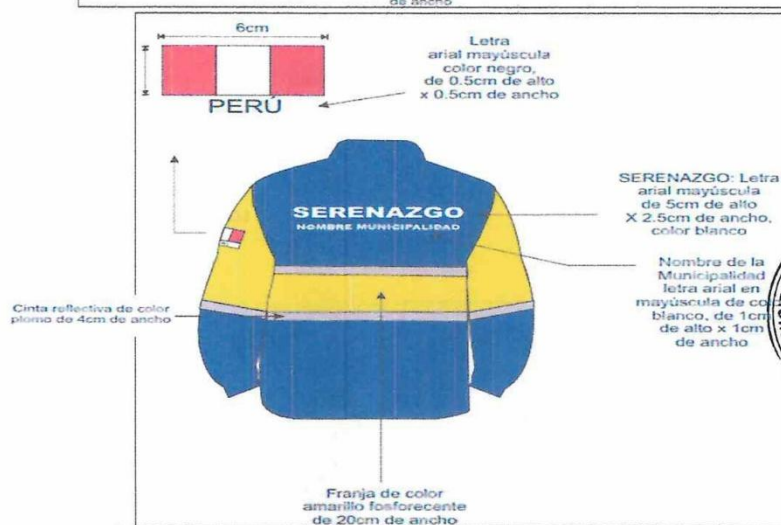 de ancho
6cm
PERÚ
Letra
arial mayúscula
color negro,
de 0.5cm de alto
x 0.5cm de ancho
SERENAZGO
NOMBRE MUNICIPALIDAD
SERENAZGO: Letra
arial mayúscula
de 5cm de alto
X 2.5cm de ancho,
color blanco
Nombre de la
Municipalidad
letra arial en
mayúscula de co
blanco, de 1cm
de alto x 1cm
de ancho
Cinta reflectiva de color
plomo de 4cm de ancho
Franja de color
amarillo fosforecente
de 20cm de ancho